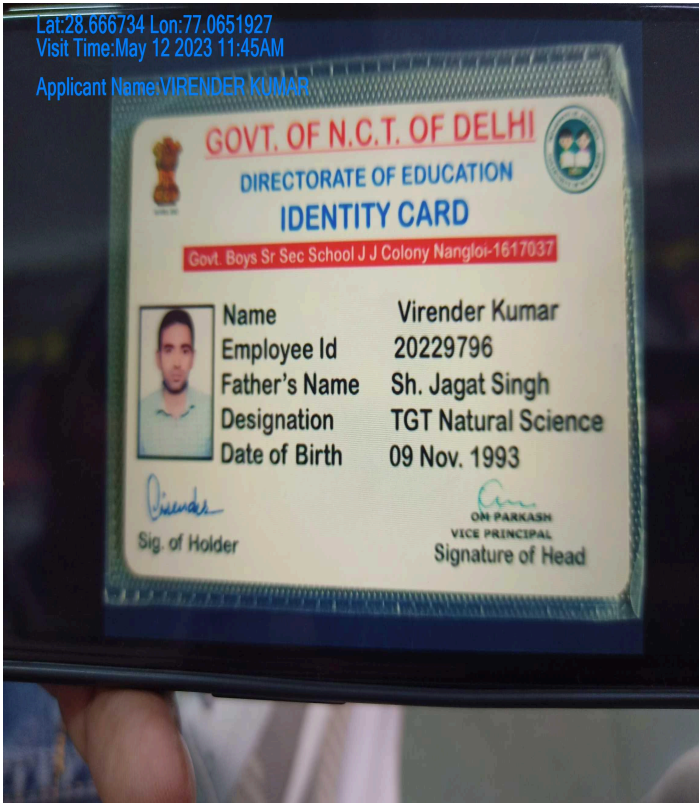 Lat:28.666734 Lon:77.0651927
Visit Time:May 12 2023 11:45AM
Applicant Name:VIRENDER KUMAR
GOVT. OF N.C.T. OF DELHI
DIRECTORATE OF EDUCATION
IDENTITY CARD
Govt. Boys Sr Sec School J J Colony Nangloi-1617037
Name Virender Kumar
Employee Id 20229796
Father's Name Sh. Jagat Singh
Designation TGT Natural Science
Date of Birth 09 Nov. 1993
Virender
OM PARKASH
VICE PRINCIPAL
Sig. of Holder
Signature of Head